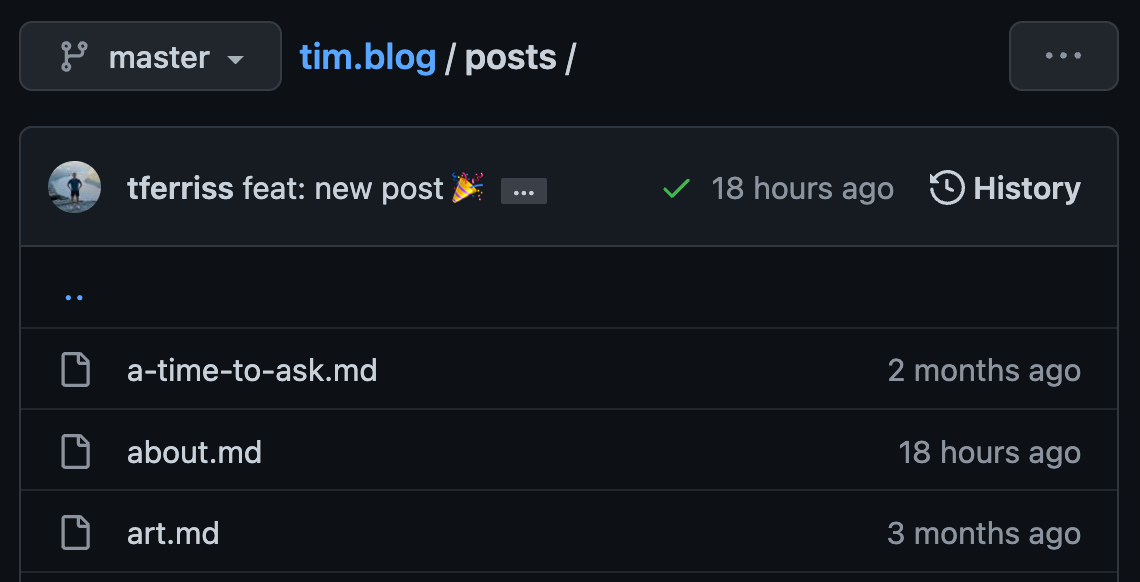 master tim.blog / posts / ...
tferriss feat: new post 🎉 ... 18 hours ago History
..
a-time-to-ask.md 2 months ago
about.md 18 hours ago
art.md 3 months ago